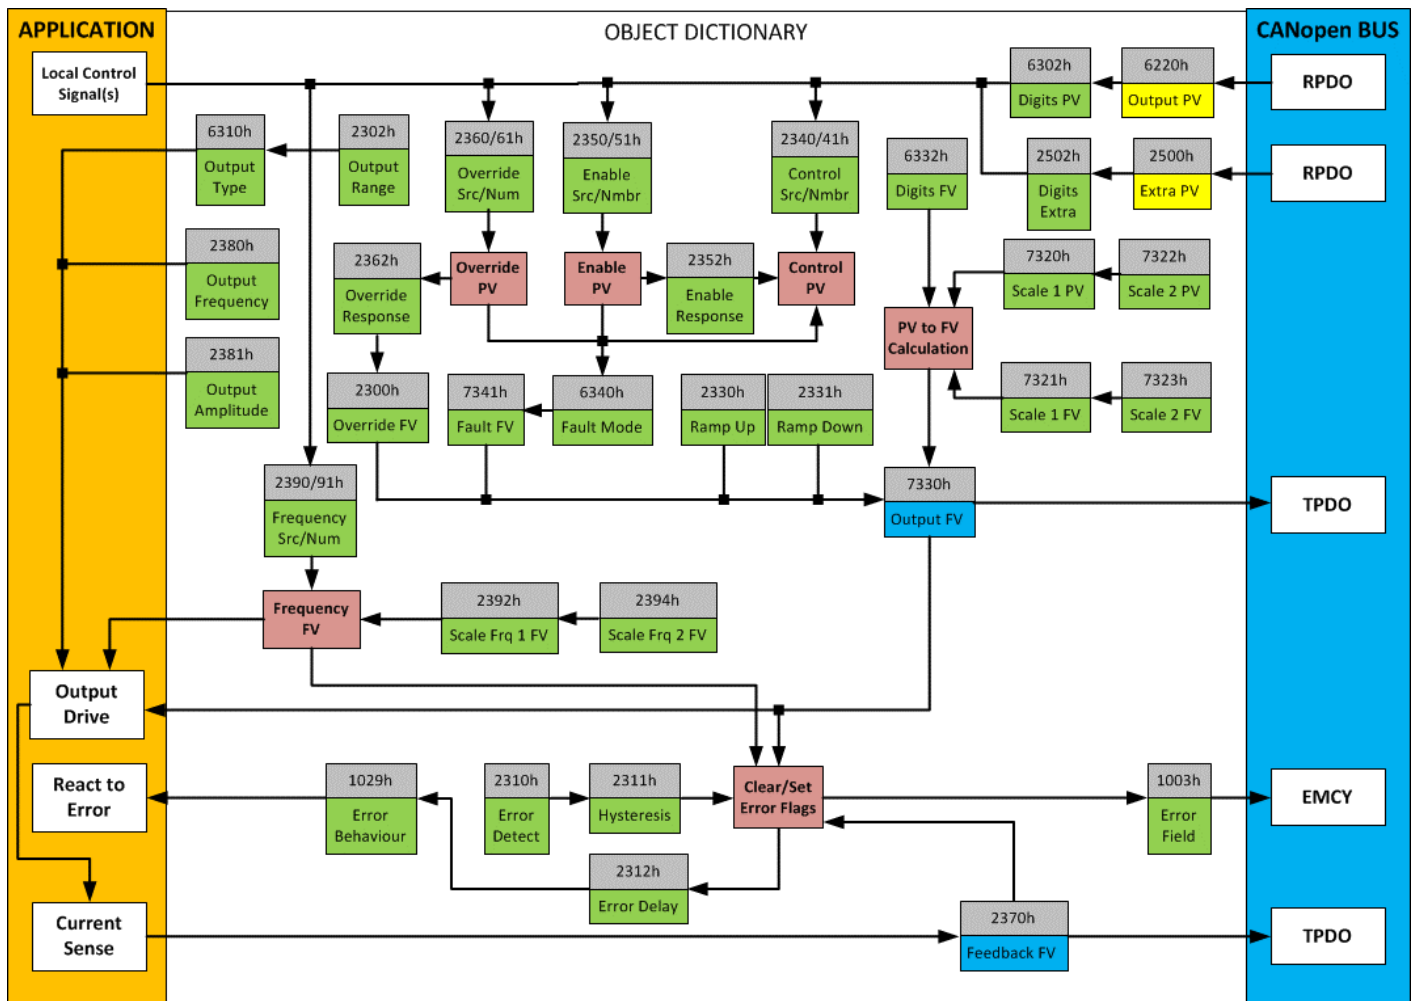 APPLICATION
OBJECT DICTIONARY
CANopen BUS
Local Control
Signal(s)
6302h
Digits PV
6220h
Output PV
RPDO
6310h
Output
Type
2302h
Output
Range
2360/61h
Override
Src/Num
2350/51h
Enable
Src/Nmbr
2340/41h
Control
Src/Nmbr
6332h
Digits FV
2502h
Digits
Extra
2500h
Extra PV
RPDO
2380h
Output
Frequency
2362h
Override
Response
Override
PV
Enable
PV
2352h
Enable
Response
Control
PV
7320h
Scale 1 PV
7322h
Scale 2 PV
PV to FV
Calculation
2381h
Output
Amplitude
2300h
Override FV
7341h
Fault FV
6340h
Fault Mode
2330h
Ramp Up
2331h
Ramp Down
7321h
Scale 1 FV
7323h
Scale 2 FV
2390/91h
Frequency
Src/Num
7330h
Output FV
TPDO
Frequency
FV
2392h
Scale Frq 1 FV
2394h
Scale Frq 2 FV
Output
Drive
React to
Error
1029h
Error
Behaviour
2310h
Error
Detect
2311h
Hysteresis
Clear/Set
Error Flags
1003h
Error
Field
EMCY
2312h
Error Delay
Current
Sense
2370h
Feedback FV
TPDO